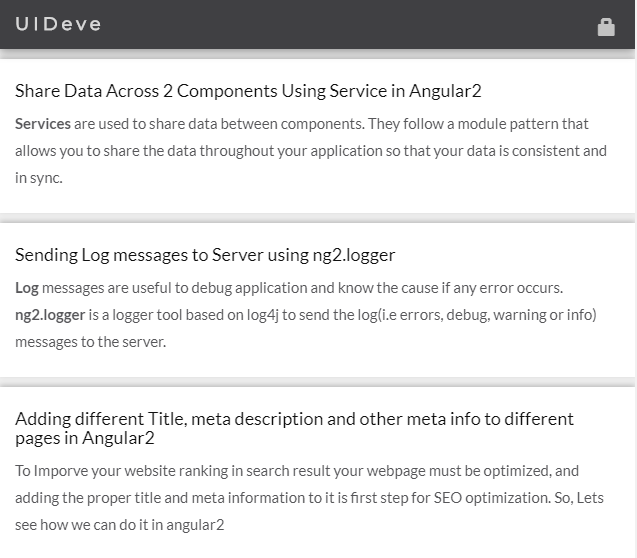 UIDeve
Share Data Across 2 Components Using Service in Angular2
Services are used to share data between components. They follow a module pattern that
allows you to share the data throughout your application so that your data is consistent and
in sync.
Sending Log messages to Server using ng2.logger
Log messages are useful to debug application and know the cause if any error occurs.
ng2.logger is a logger tool based on log4j to send the log(i.e errors, debug, warning or info)
messages to the server.
Adding different Title, meta description and other meta info to different
pages in Angular2
To Imporve your website ranking in search result your webpage must be optimized, and
adding the proper title and meta information to it is first step for SEO optimization. So, Lets
see how we can do it in angular2